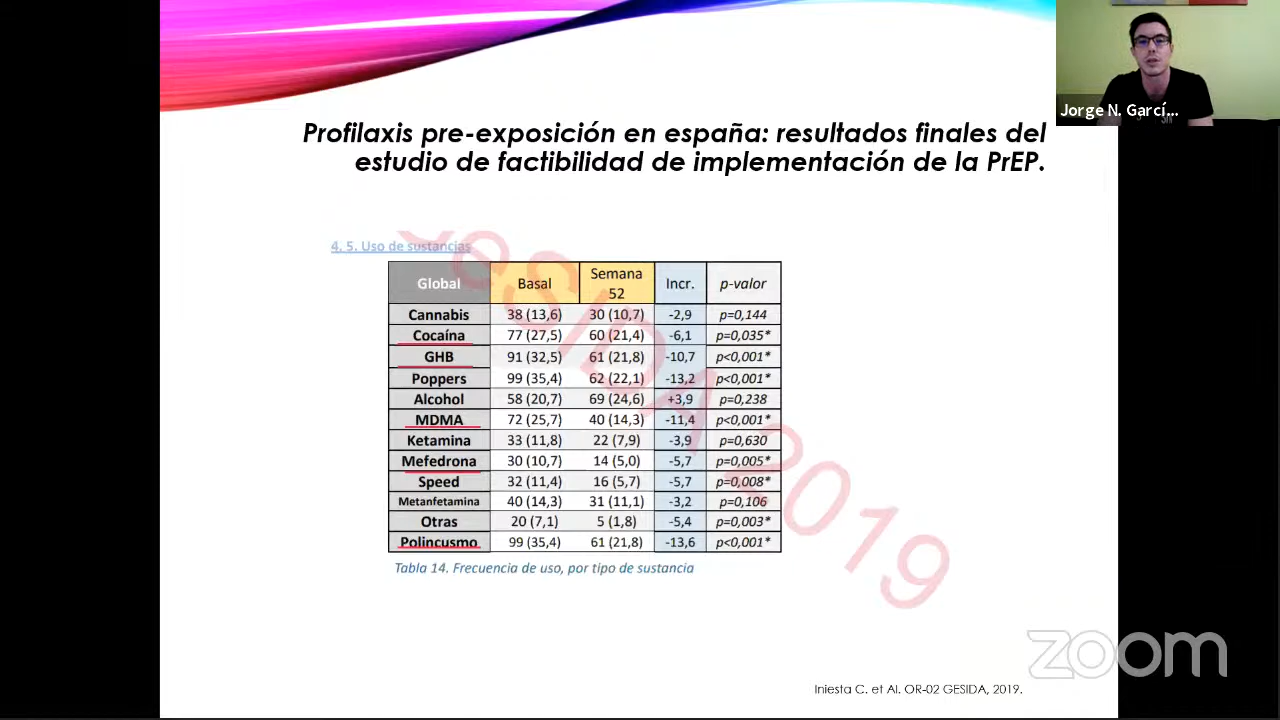 Jorge N. Garcí...
Profilaxis pre-exposición en españa: resultados finales del
estudio de factibilidad de implementación de la PrEP.
4. 5. Uso de sustancias
Global Basal Semana 52 Incr. p-valor
Cannabis 38 (13,6) 30 (10,7) -2,9 p=0,144
Cocaína 77 (27,5) 60 (21,4) -6,1 p=0,035*
GHB 91 (32,5) 61 (21,8) -10,7 p<0,001*
Poppers 99 (35,4) 62 (22,1) -13,2 p<0,001*
Alcohol 58 (20,7) 69 (24,6) +3,9 p=0,238
MDMA 72 (25,7) 40 (14,3) -11,4 p<0,001*
Ketamina 33 (11,8) 22 (7,9) -3,9 p=0,630
Mefedrona 30 (10,7) 14 (5,0) -5,7 p=0,005*
Speed 32 (11,4) 16 (5,7) -5,7 p=0,008*
Metanfetamina 40 (14,3) 31 (11,1) -3,2 p=0,106
Otras 20 (7,1) 5 (1,8) -5,4 p=0,003*
Polincusmo 99 (35,4) 61 (21,8) -13,6 p<0,001*
Tabla 14. Frecuencia de uso, por tipo de sustancia
GeSIDA 2019
zoom
Iniesta C. et Al. OR-02 GESIDA, 2019.